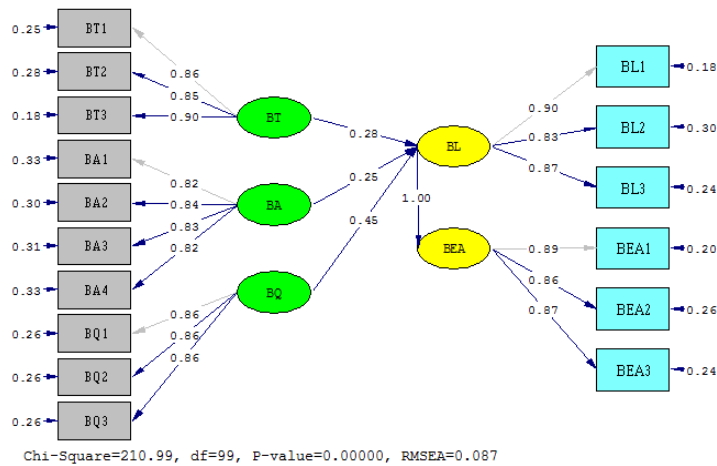 0.25 BT1
0.28 BT2
0.18 BT3
0.33 BA1
0.30 BA2
0.31 BA3
0.33 BA4
0.26 BQ1
0.26 BQ2
0.26 BQ3
0.86
0.85
0.90
0.82
0.84
0.83
0.82
0.86
0.86
0.86
BT
BA
BQ
0.28
0.25
0.45
BL
1.00
BEA
0.90
0.83
0.87
0.89
0.86
0.87
BL1 0.18
BL2 0.30
BL3 0.24
BEA1 0.20
BEA2 0.26
BEA3 0.24
Chi-Square=210.99, df=99, P-value=0.00000, RMSEA=0.087